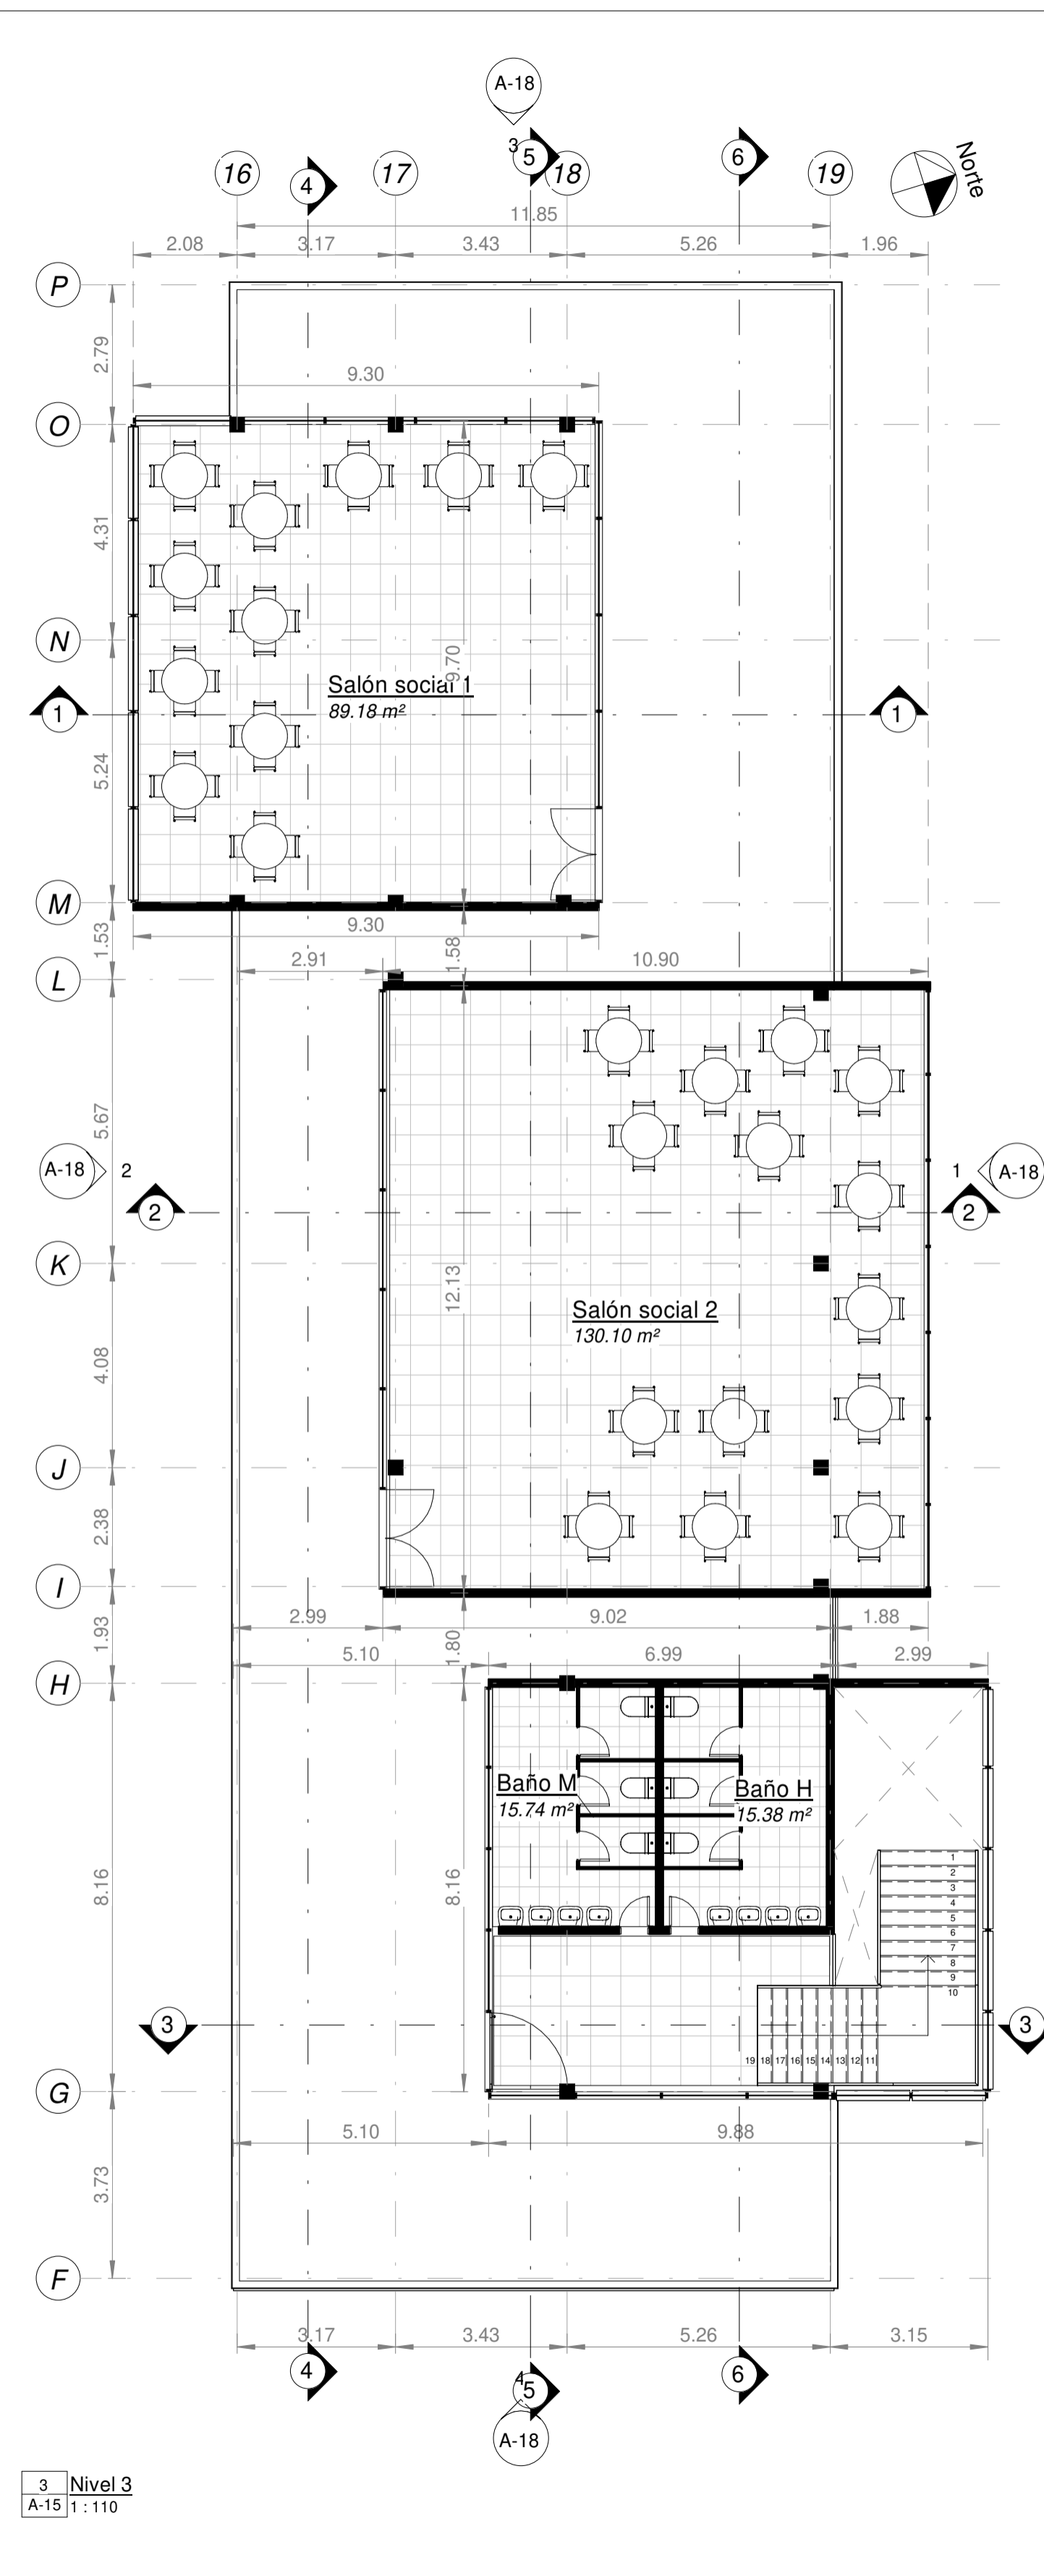 A-18
3
5
6
16
4
17
18
19
Norte
11.85
2.08
3.17
3.43
5.26
1.96
P
2.79
9.30
O
4.31
N
9.70
Salón social 1
89.18 m²
1
1
5.24
M
9.30
1.53
1.58
2.91
10.90
L
5.67
A-18
2
1
A-18
2
2
K
12.13
Salón social 2
130.10 m²
4.08
J
2.38
I
2.99
9.02
1.88
1.93
1.80
5.10
6.99
2.99
H
Baño M
15.74 m²
Baño H
15.38 m²
8.16
8.16
1
2
3
4
5
6
7
8
9
10
3
3
19 18 17 16 15 14 13 12 11
G
5.10
9.88
3.73
F
3.17
3.43
5.26
3.15
4
4
5
6
A-18
3
Nivel 3
A-15
1 : 110